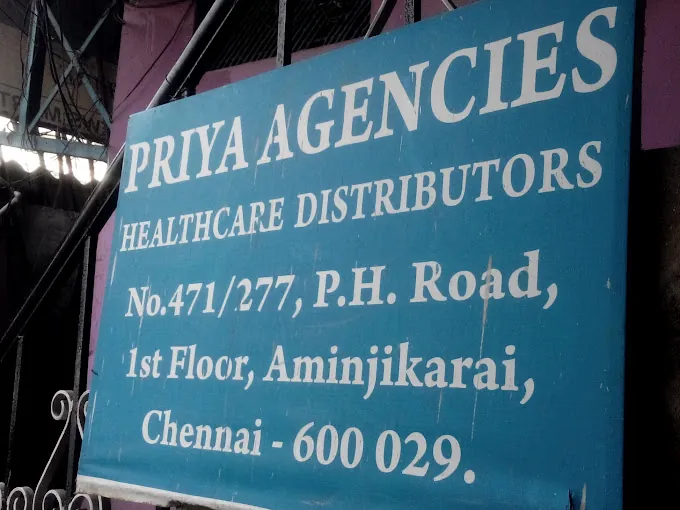 PRIYA AGENCIES
HEALTHCARE DISTRIBUTORS
No.471/277, P.H. Road,
1st Floor, Aminjikarai,
Chennai - 600 029.